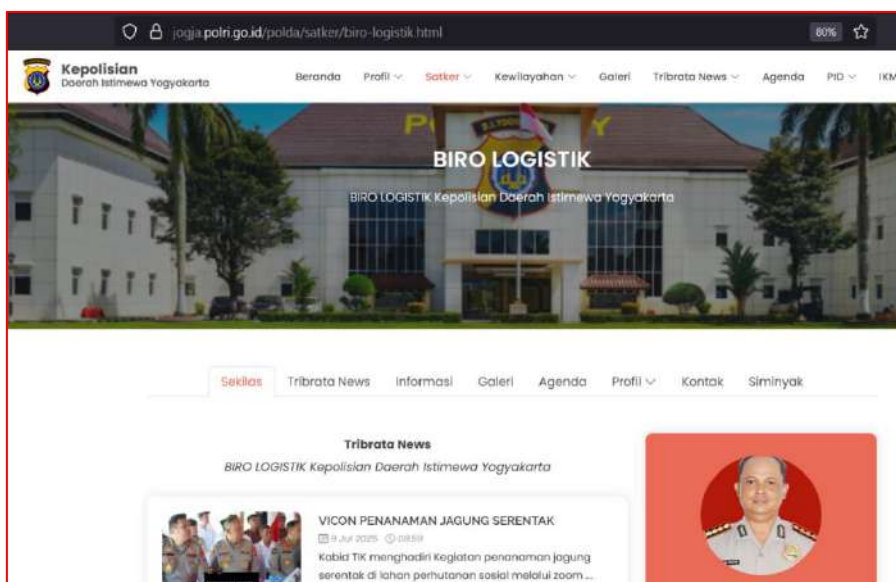 jogja.polri.go.id/polda/satker/biro-logistik.html
80%
Kepolisian
Daerah Istimewa Yogyakarta
Beranda Profil Satker Kewilayahan Galeri Tribrata News Agenda PID IKM
BIRO LOGISTIK
BIRO LOGISTIK Kepolisian Daerah Istimewa Yogyakarta
Sekilas Tribrata News Informasi Galeri Agenda Profil Kontak Siminyak
Tribrata News
BIRO LOGISTIK Kepolisian Daerah Istimewa Yogyakarta
VICON PENANAMAN JAGUNG SERENTAK
9 Jul 2025 09:59
Kabid TIK menghadiri Kegiatan penanaman jagung
serentak di lahan perhutanan sosial melalui zoom ...